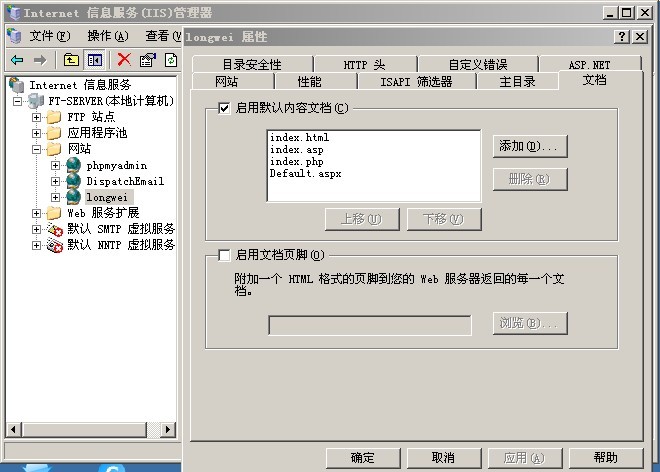 Internet 信息服务(IIS)管理器
文件(F) 操作(A) 查看(V
longwei 属性
目录安全性 HTTP 头 自定义错误 ASP.NET
网站 性能 ISAPI 筛选器 主目录 文档
Internet 信息服务
FT-SERVER(本地计算机)
FTP 站点
应用程序池
网站
phpmyadmin
DispatchEmail
longwei
Web 服务扩展
默认 SMTP 虚拟服务
默认 NNTP 虚拟服务
启用默认内容文档(C)
index.html
index.asp
index.php
Default.aspx
添加(D)...
删除(R)
上移(U) 下移(V)
启用文档页脚(O)
附加一个 HTML 格式的页脚到您的 Web 服务器返回的每一个文
档。
浏览(B)...
确定 取消 应用(A) 帮助